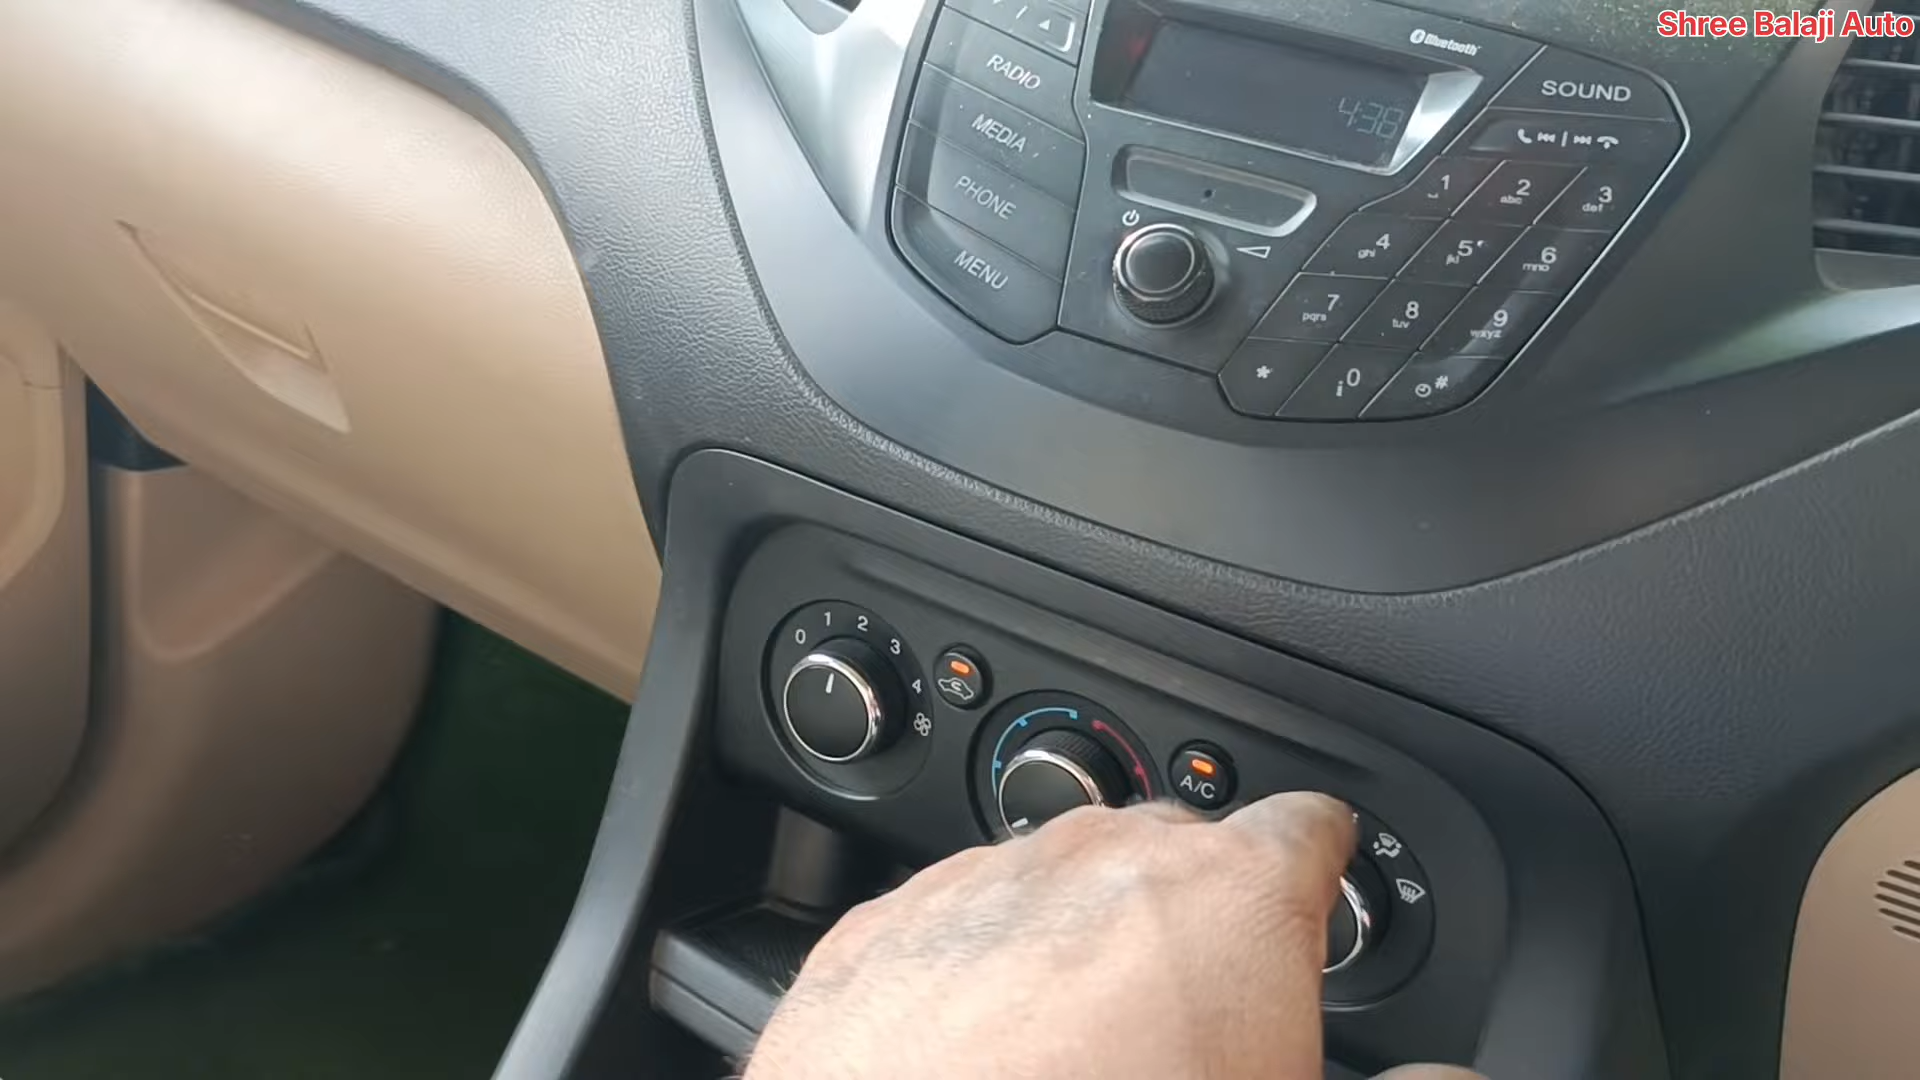 Shree Balaji Auto
Bluetooth
RADIO
SOUND
4:38
MEDIA
1
2 abc
3 def
PHONE
4 ghi
5 jkl
6 mno
MENU
7 pqrs
8 tuv
9 wxyz
*
0
#
0 1 2 3 4
A/C